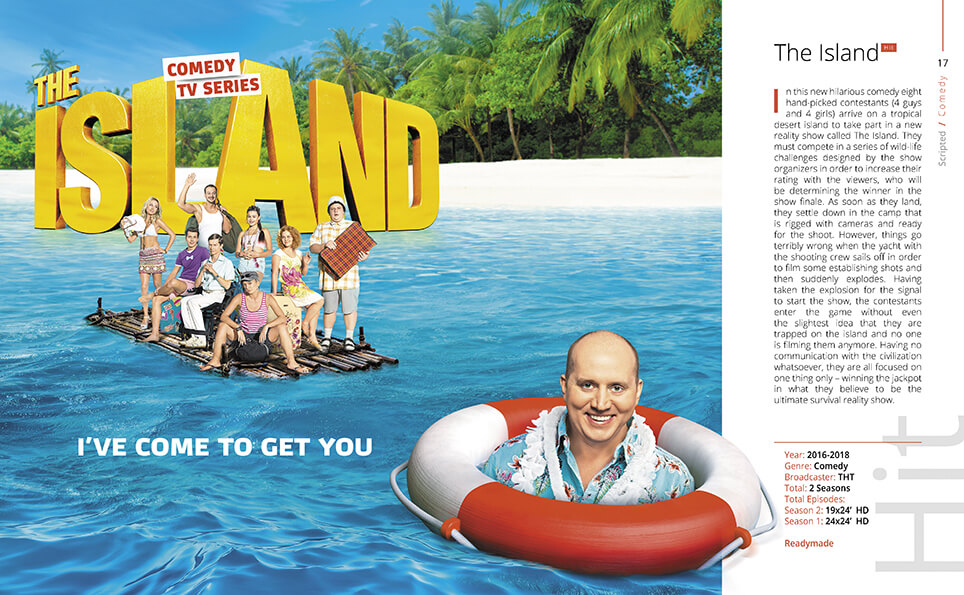 THE
ISLAND
COMEDY
TV SERIES
I'VE COME TO GET YOU
The Island Hit
17
Scripted / Comedy
In this new hilarious comedy eight
hand-picked contestants (4 guys
and 4 girls) arrive on a tropical
desert island to take part in a new
reality show called The Island. They
must compete in a series of wild-life
challenges designed by the show
organizers in order to increase their
rating with the viewers, who will
be determining the winner in the
show finale. As soon as they land,
they settle down in the camp that
is rigged with cameras and ready
for the shoot. However, things go
terribly wrong when the yacht with
the shooting crew sails off in order
to film some establishing shots and
then suddenly explodes. Having
taken the explosion for the signal
to start the show, the contestants
enter the game without even
the slightest idea that they are
trapped on the island and no one
is filming them anymore. Having no
communication with the civilization
whatsoever, they are all focused on
one thing only – winning the jackpot
in what they believe to be the
ultimate survival reality show.
Year: 2016-2018
Genre: Comedy
Broadcaster: THT
Total: 2 Seasons
Total Episodes:
Season 2: 19x24' HD
Season 1: 24x24' HD
Readymade
Hit